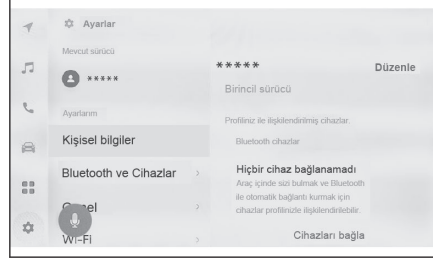 Ayarlar
Mevcut sürücü
*****
Ayarlarım
Kişisel bilgiler
Bluetooth ve Cihazlar
Genel
Wi-Fi
*****
Düzenle
Birincil sürücü
Profiliniz ile ilişkilendirilmiş cihazlar.
Bluetooth cihazlar
Hiçbir cihaz bağlanamadı
Araç içinde sizi bulmak ve Bluetooth
ile otomatik bağlantı kurmak için
cihazlar profilinizle ilişkilendirilebilir.
Cihazları bağla